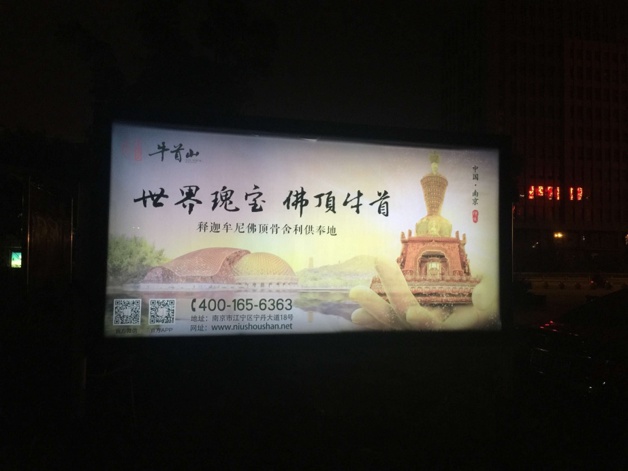 牛首山
世界瑰宝 佛頂牛首
释迦牟尼佛顶骨舍利供奉地
中国·南京
400-165-6363
地址：南京市江宁区宁丹大道18号
网址：www.niushoushan.net